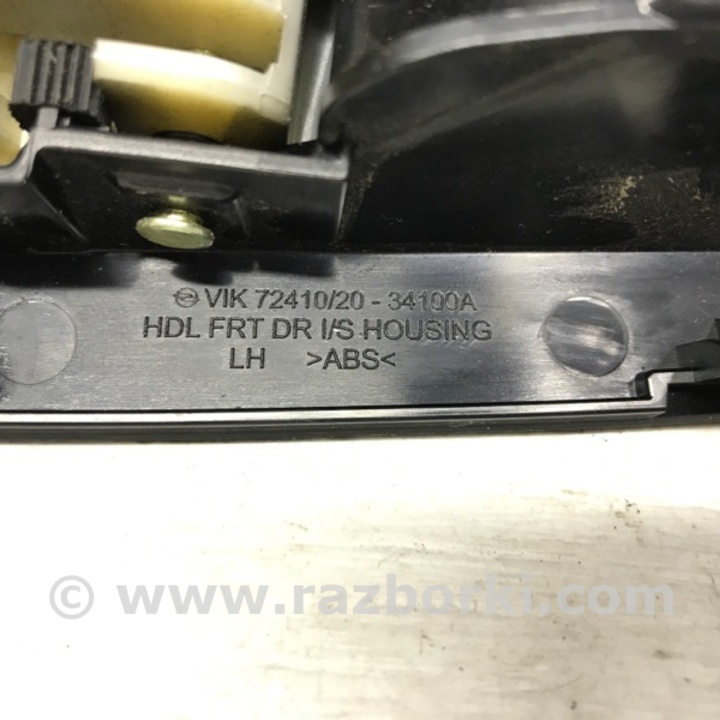 VIK 72410/20 - 34100A
HDL FRT DR I/S HOUSING
LH >ABS<
© www.razborki.com